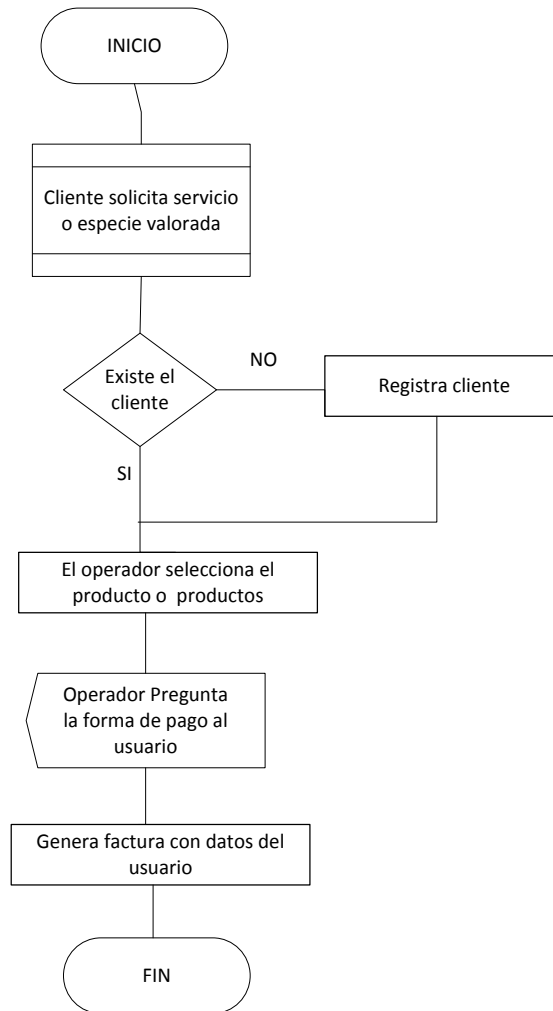 INICIO
Cliente solicita servicio
o especie valorada
Existe el
cliente
NO
Registra cliente
SI
El operador selecciona el
producto o productos
Operador Pregunta
la forma de pago al
usuario
Genera factura con datos del
usuario
FIN